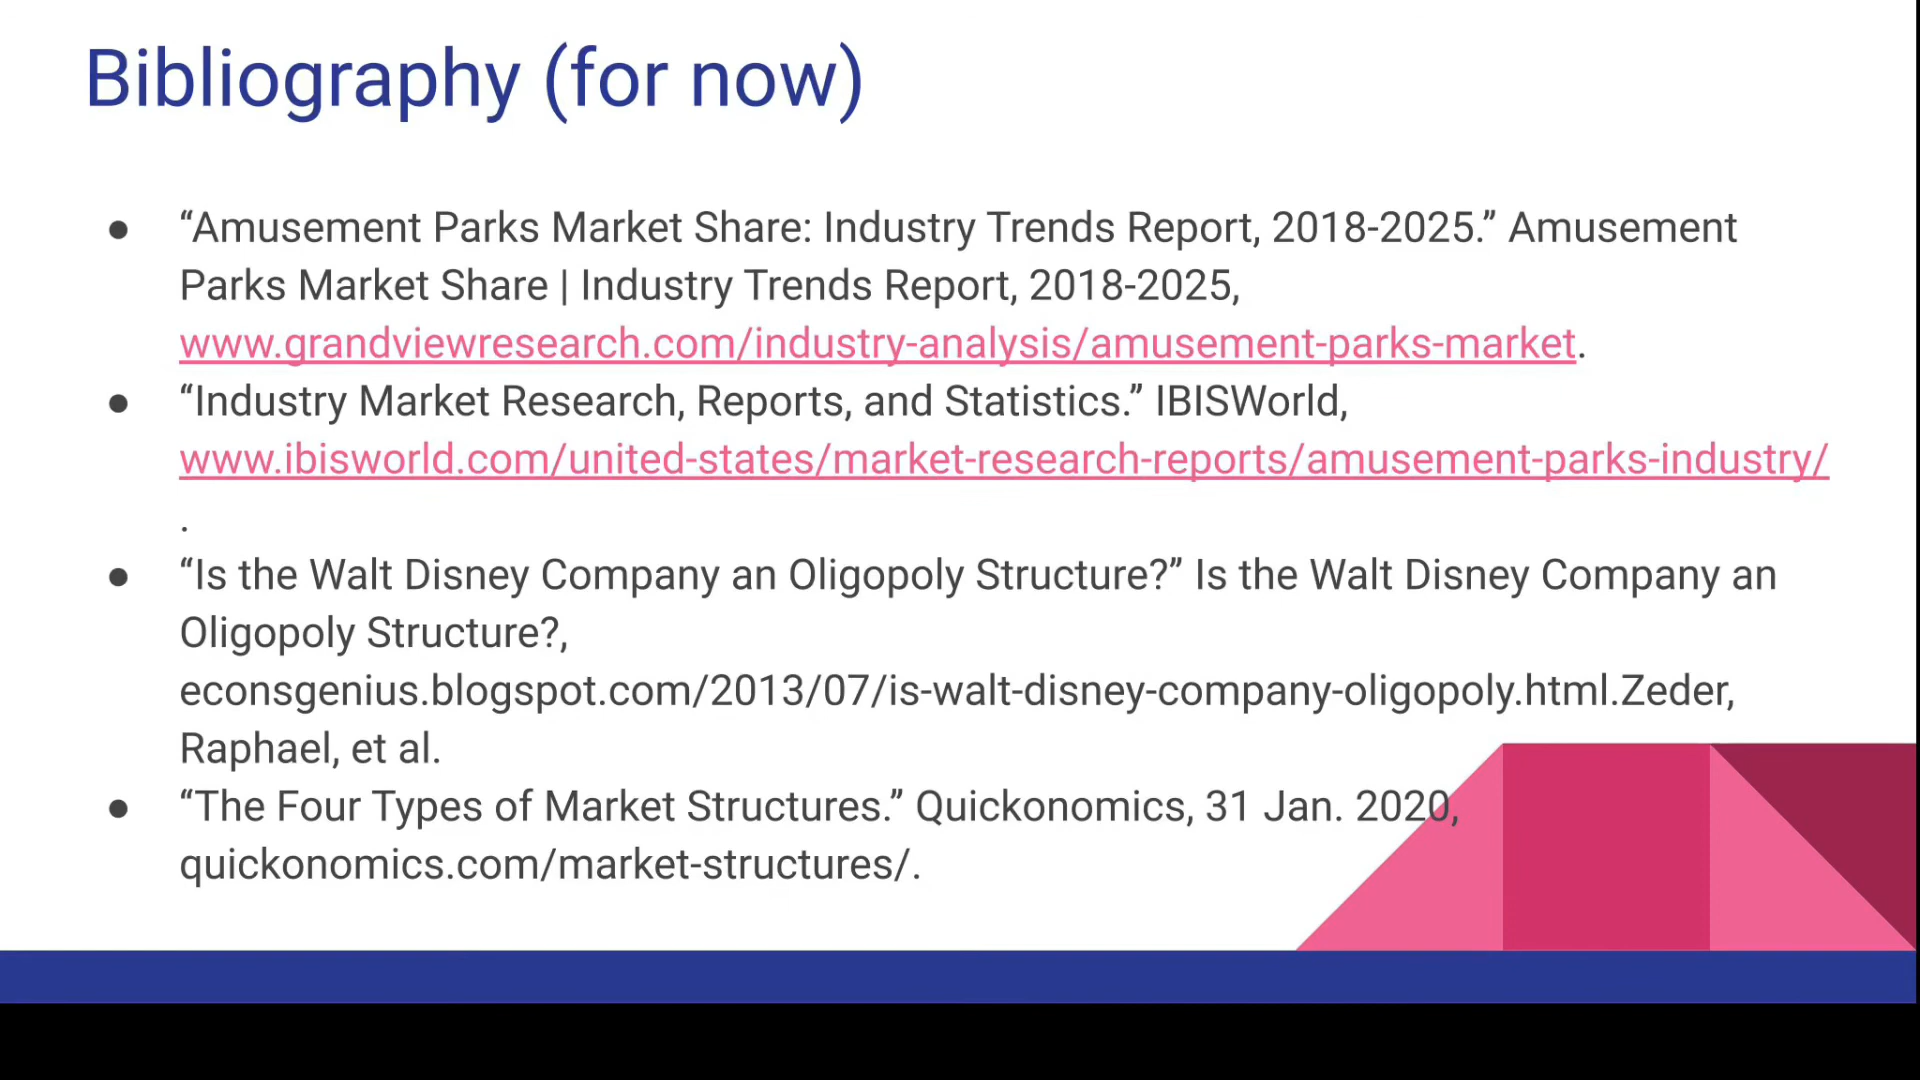 Bibliography (for now)
● “Amusement Parks Market Share: Industry Trends Report, 2018-2025.” Amusement
Parks Market Share | Industry Trends Report, 2018-2025,
www.grandviewresearch.com/industry-analysis/amusement-parks-market.
● “Industry Market Research, Reports, and Statistics.” IBISWorld,
www.ibisworld.com/united-states/market-research-reports/amusement-parks-industry/
.
● “Is the Walt Disney Company an Oligopoly Structure?” Is the Walt Disney Company an
Oligopoly Structure?,
econsgenius.blogspot.com/2013/07/is-walt-disney-company-oligopoly.html.Zeder,
Raphael, et al.
● “The Four Types of Market Structures.” Quickonomics, 31 Jan. 2020,
quickonomics.com/market-structures/.